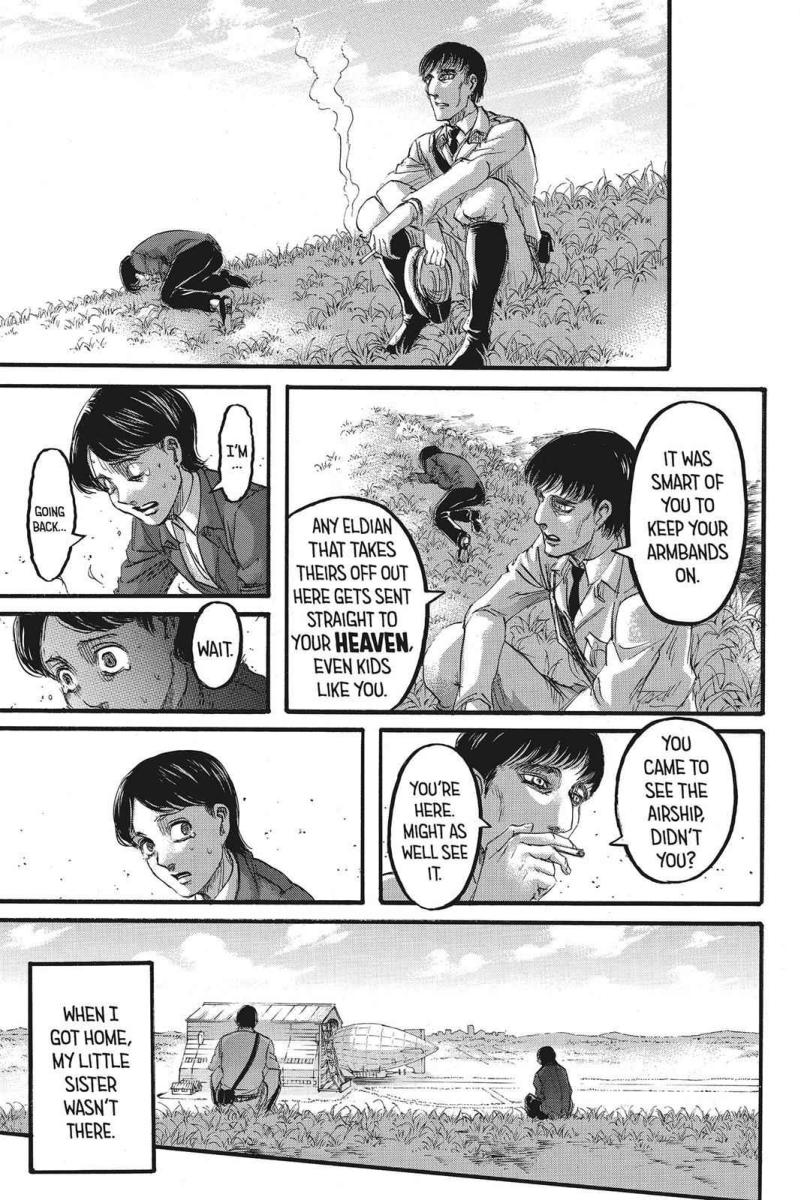 IT WAS
SMART OF
YOU TO
KEEP YOUR
ARMBANDS
ON.
ANY ELDIAN
THAT TAKES
THEIRS OFF OUT
HERE GETS SENT
STRAIGHT TO
YOUR HEAVEN,
EVEN KIDS
LIKE YOU.
I'M
...
GOING
BACK...
WAIT.
YOU
CAME TO
SEE THE
AIRSHIP,
DIDN'T
YOU?
YOU'RE
HERE.
MIGHT AS
WELL SEE
IT.
WHEN I
GOT HOME,
MY LITTLE
SISTER
WASN'T
THERE.